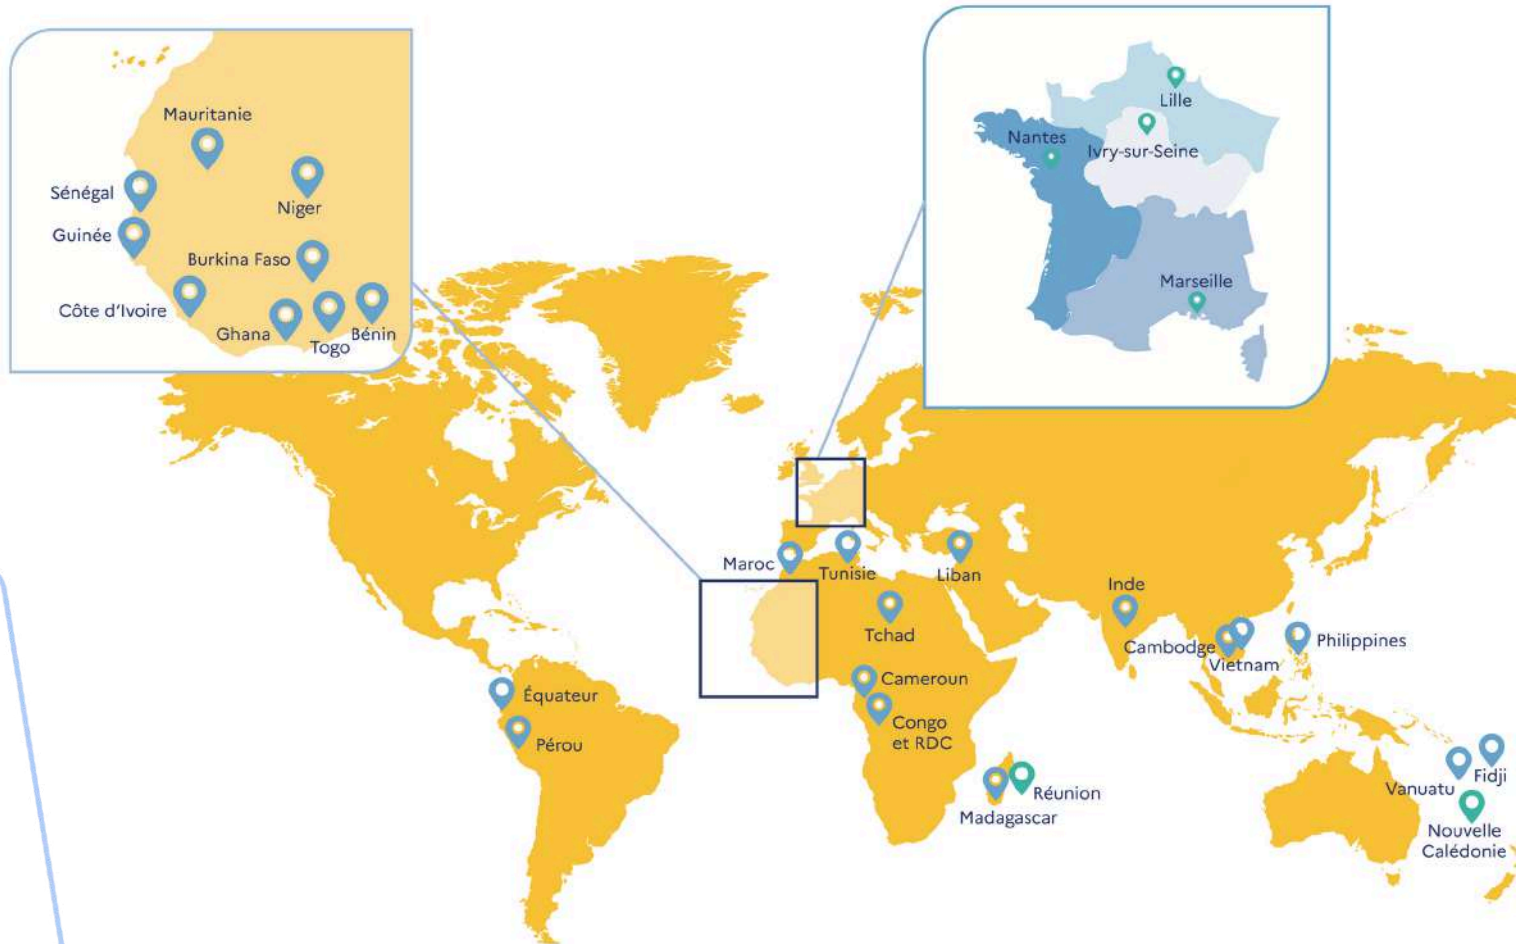 Mauritanie
Sénégal
Niger
Guinée
Burkina Faso
Côte d'Ivoire
Ghana
Togo
Bénin
Lille
Nantes
Ivry-sur-Seine
Marseille
Maroc
Tunisie
Liban
Tchad
Inde
Cambodge
Vietnam
Philippines
Équateur
Pérou
Cameroun
Congo
et RDC
Réunion
Madagascar
Vanuatu
Fidji
Nouvelle
Calédonie